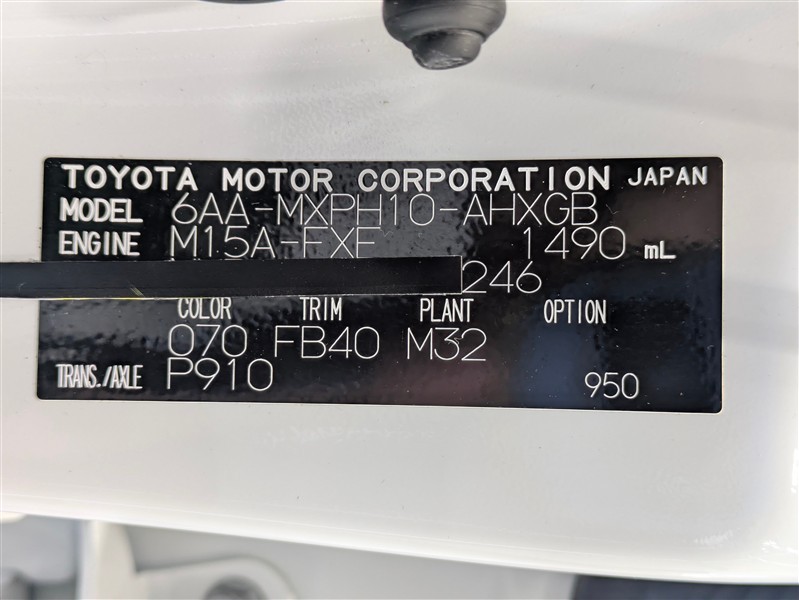 TOYOTA MOTOR CORPORATION JAPAN
MODEL 6AA-MXPH10-AHXGB
ENGINE M15A-FXE 1490 mL
246
COLOR TRIM PLANT OPTION
070 FB40 M32
TRANS./AXLE P910 950